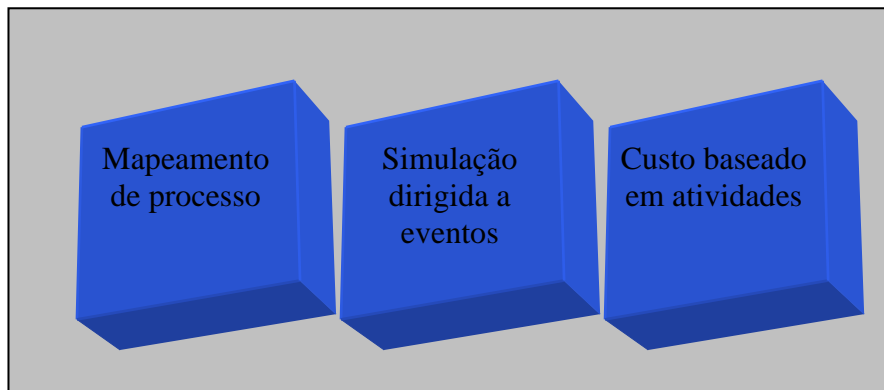 Mapeamento
de processo
Simulação
dirigida a
eventos
Custo baseado
em atividades